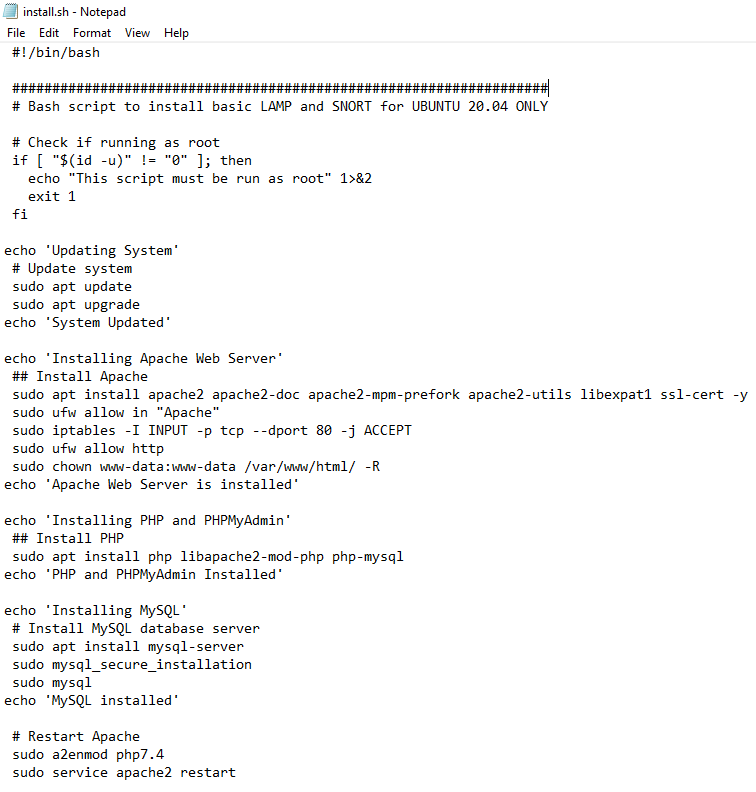 install.sh - Notepad
File Edit Format View Help
#!/bin/bash
###################################################################
# Bash script to install basic LAMP and SNORT for UBUNTU 20.04 ONLY
# Check if running as root
if [ "$(id -u)" != "0" ]; then
echo "This script must be run as root" 1>&2
exit 1
fi
echo 'Updating System'
# Update system
sudo apt update
sudo apt upgrade
echo 'System Updated'
echo 'Installing Apache Web Server'
## Install Apache
sudo apt install apache2 apache2-doc apache2-mpm-prefork apache2-utils libexpat1 ssl-cert -y
sudo ufw allow in "Apache"
sudo iptables -I INPUT -p tcp --dport 80 -j ACCEPT
sudo ufw allow http
sudo chown www-data:www-data /var/www/html/ -R
echo 'Apache Web Server is installed'
echo 'Installing PHP and PHPMyAdmin'
## Install PHP
sudo apt install php libapache2-mod-php php-mysql
echo 'PHP and PHPMyAdmin Installed'
echo 'Installing MySQL'
# Install MySQL database server
sudo apt install mysql-server
sudo mysql_secure_installation
sudo mysql
echo 'MySQL installed'
# Restart Apache
sudo a2enmod php7.4
sudo service apache2 restart